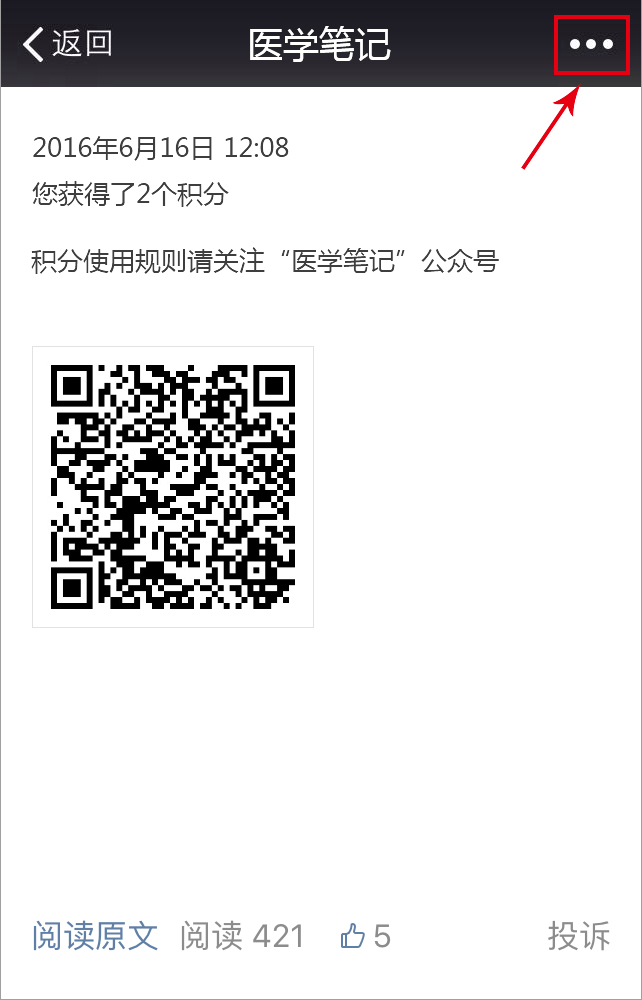 返回
医学笔记
2016年6月16日 12:08
您获得了2个积分
积分使用规则请关注“医学笔记”公众号
阅读原文 阅读 421 5 投诉